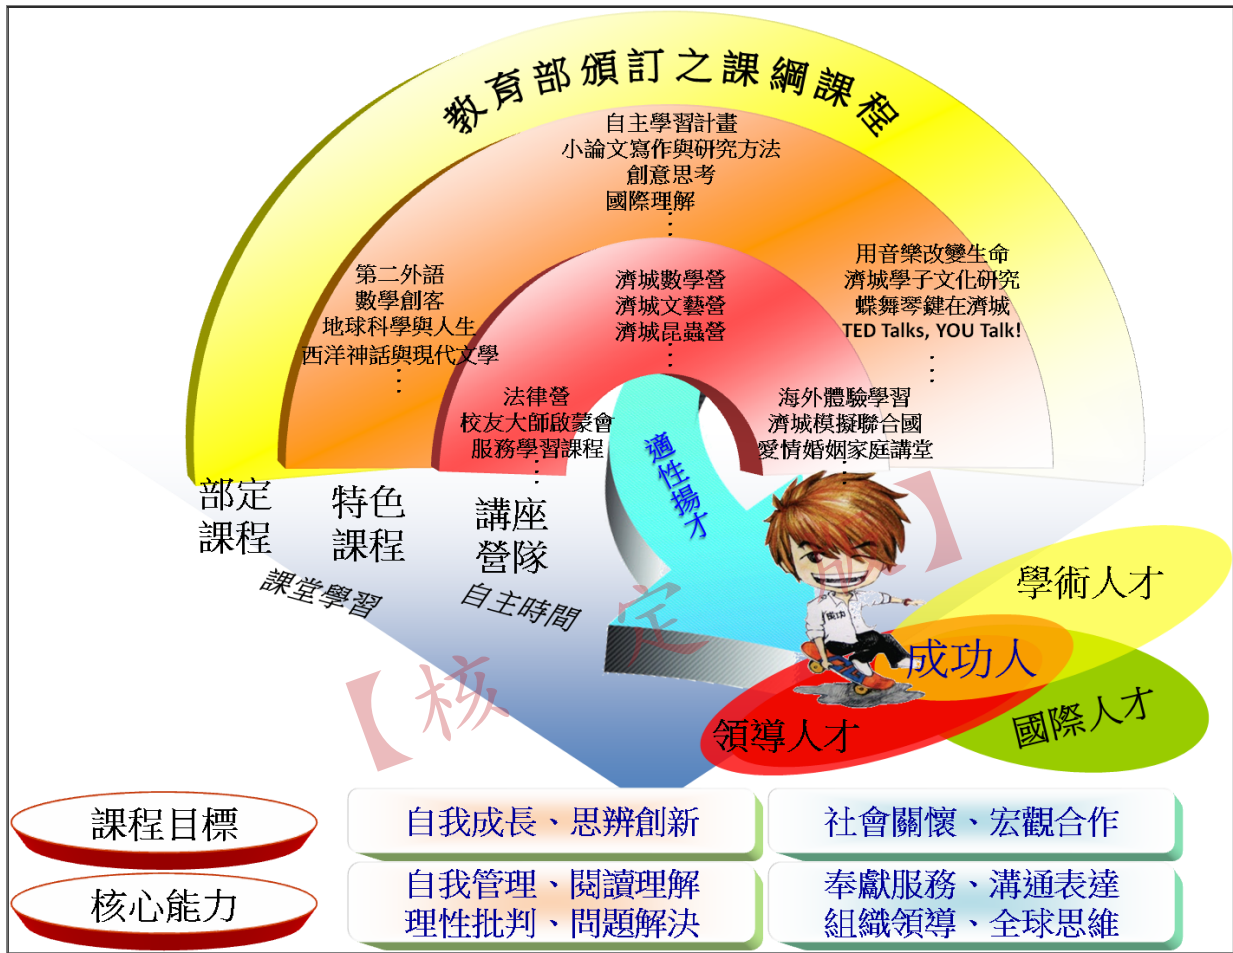 教育部頒訂之課綱課程
自主學習計畫
小論文寫作與研究方法
創意思考
國際理解
⋮
第二外語
數學創客
地球科學與人生
西洋神話與現代文學
⋮
用音樂改變生命
濟城學子文化研究
蝶舞琴鍵在濟城
TED Talks, YOU Talk!
⋮
濟城數學營
濟城文藝營
濟城昆蟲營
⋮
法律營
校友大師啟蒙會
服務學習課程
⋮
海外體驗學習
濟城模擬聯合國
愛情婚姻家庭講堂
⋮
適性揚才
部定
課程
特色
課程
講座
營隊
課堂學習
自主時間
成功
學術人才
成功人
領導人才
國際人才
【核定版】
課程目標
自我成長、思辨創新
社會關懷、宏觀合作
核心能力
自我管理、閱讀理解
理性批判、問題解決
奉獻服務、溝通表達
組織領導、全球思維